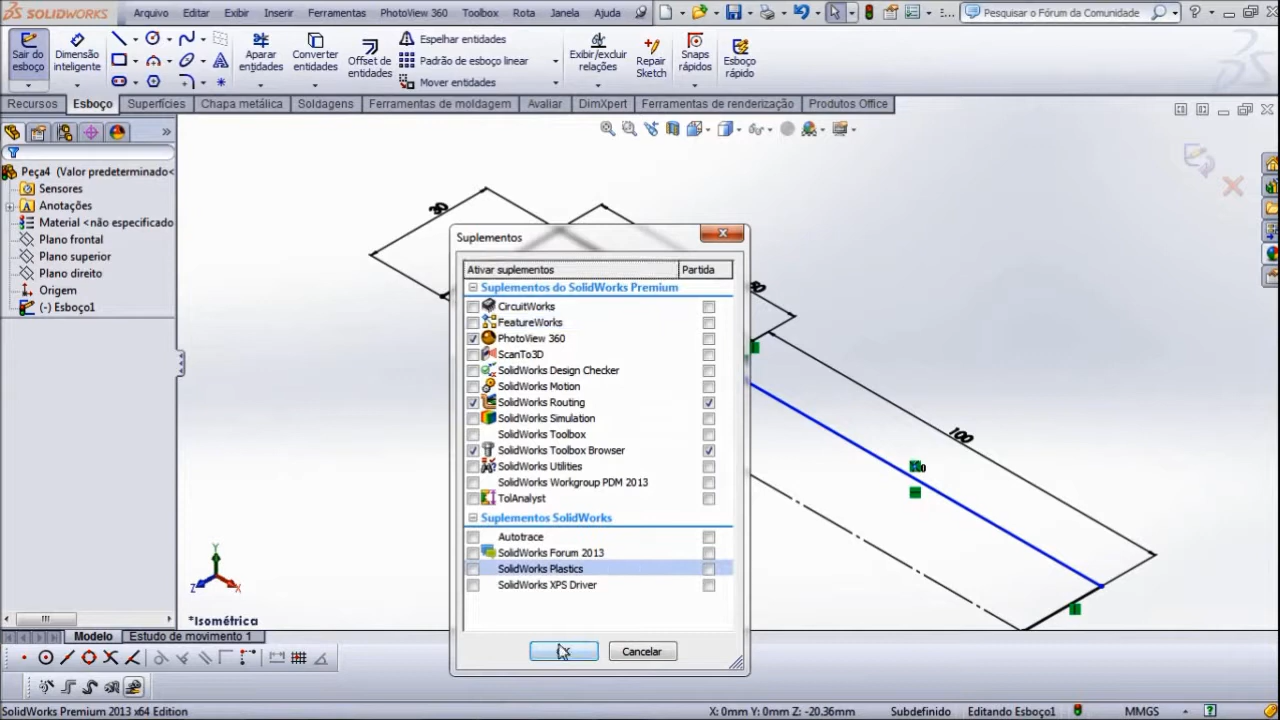 SOLIDWORKS Arquivo Editar Exibir Inserir Ferramentas PhotoView 360 Toolbox Rota Janela Ajuda Pesquisar o Fórum da Comunidade
Sair do esboço
Dimensão inteligente
Aparar entidades
Converter entidades
Offset de entidades
Espelhar entidades
Padrão de esboço linear
Mover entidades
Exibir/excluir relações
Repair Sketch
Snaps rápidos
Esboço rápido
Recursos Esboço Superfícies Chapa metálica Soldagens Ferramentas de moldagem Avaliar DimXpert Ferramentas de renderização Produtos Office
Peça4 (Valor predeterminado<
Sensores
Anotações
Material <não especificado
Plano frontal
Plano superior
Plano direito
Origem
(-) Esboço1
Suplementos
Ativar suplementos Partida
Suplementos do SolidWorks Premium
CircuitWorks
FeatureWorks
PhotoView 360
ScanTo3D
SolidWorks Design Checker
SolidWorks Motion
SolidWorks Routing
SolidWorks Simulation
SolidWorks Toolbox
SolidWorks Toolbox Browser
SolidWorks Utilities
SolidWorks Workgroup PDM 2013
TolAnalyst
Suplementos SolidWorks
Autotrace
SolidWorks Forum 2013
SolidWorks Plastics
SolidWorks XPS Driver
Cancelar
100
Y
Z
X
*Isométrica
Modelo Estudo de movimento 1
SolidWorks Premium 2013 x64 Edition X: 0mm Y: 0mm Z: -20.36mm Subdefinido Editando Esboço1 MMGS